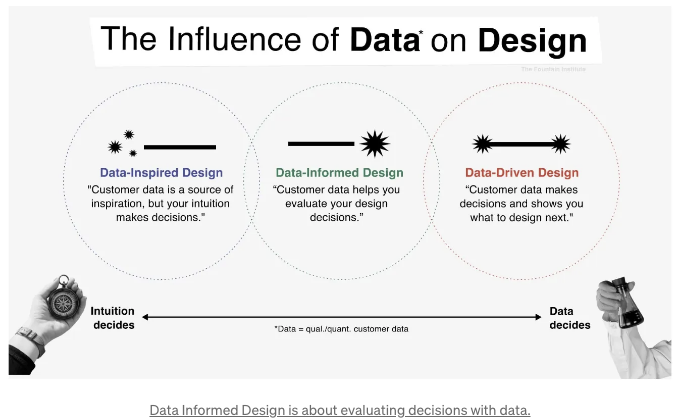 The Influence of Data* on Design
The Fountain Institute
Data-Inspired Design
"Customer data is a source of
inspiration, but your intuition
makes decisions."
Data-Informed Design
“Customer data helps you
evaluate your design
decisions.”
Data-Driven Design
“Customer data makes
decisions and shows you
what to design next."
Intuition
decides
*Data = qual./quant. customer data
Data
decides
Data Informed Design is about evaluating decisions with data.